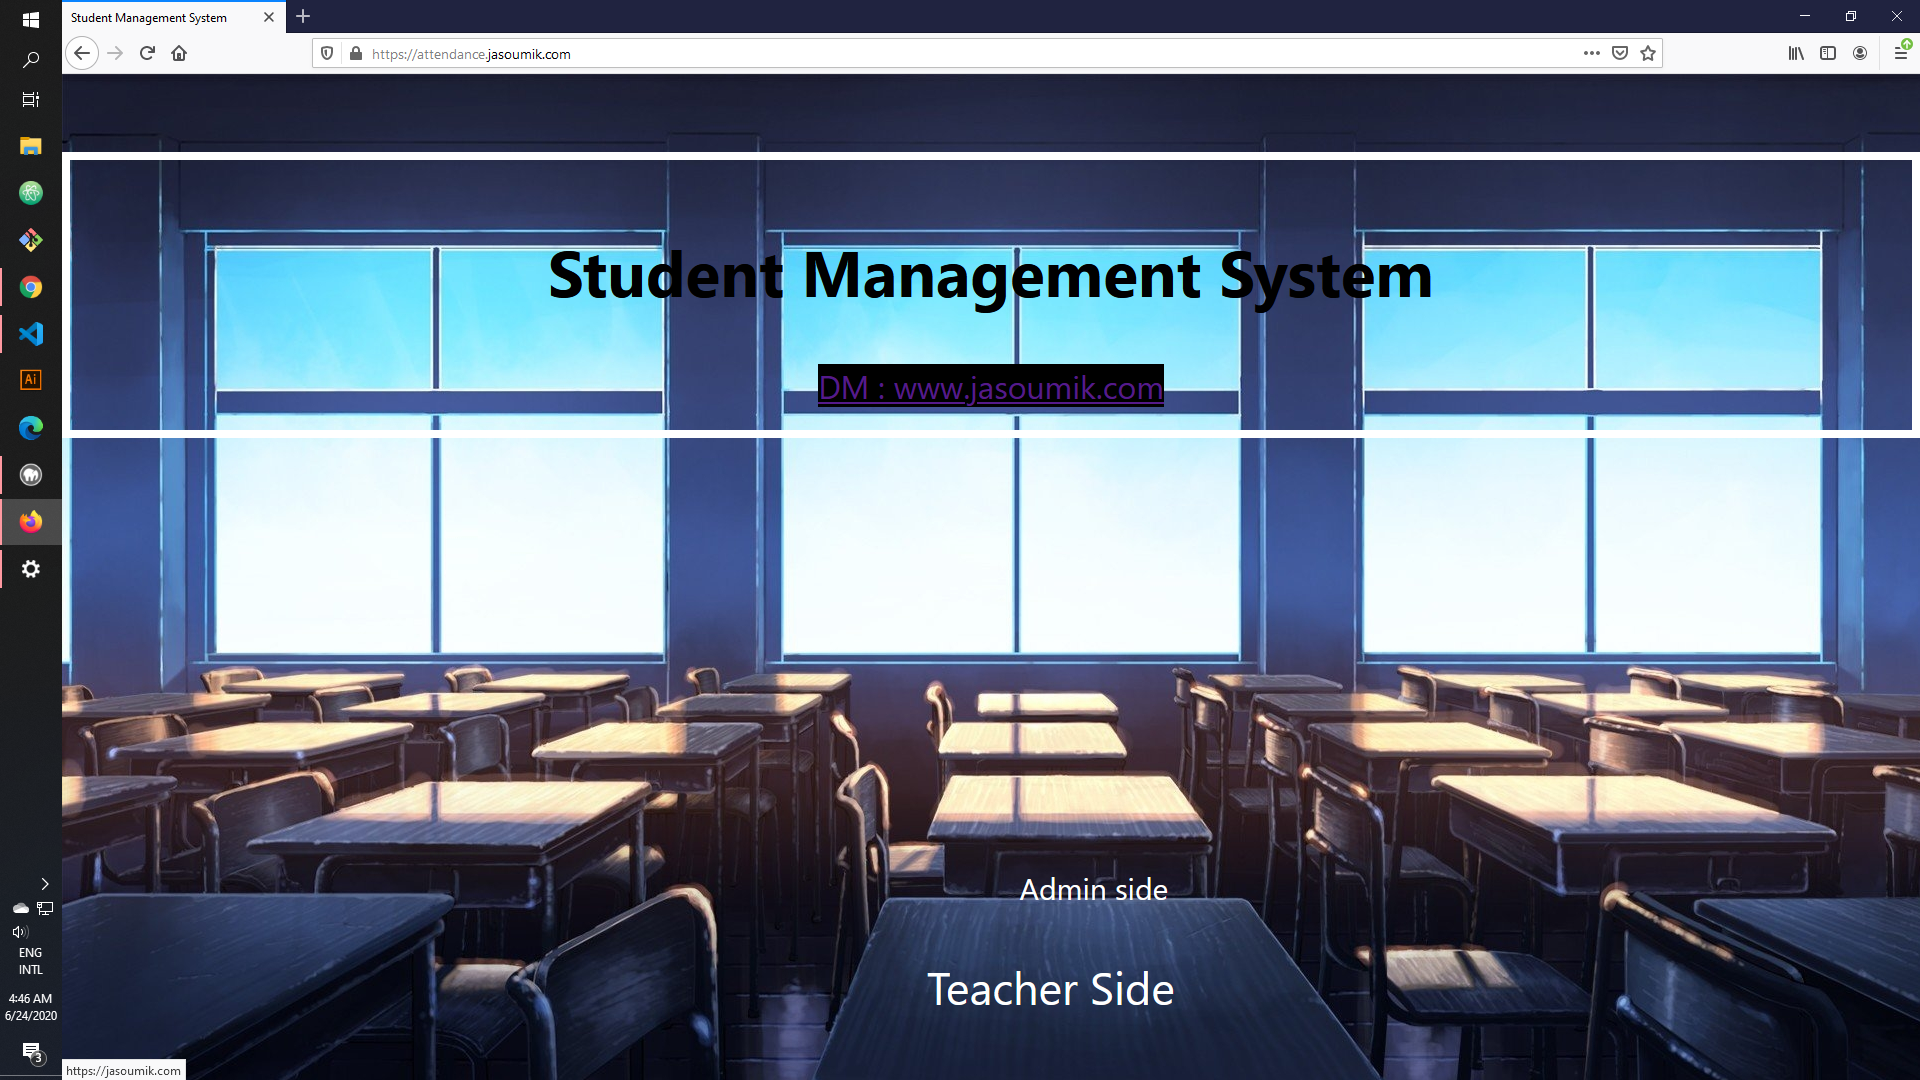 Student Management System
https://attendance.jasoumik.com
Student Management System
DM : www.jasoumik.com
Admin side
Teacher Side
Ai
ENG
INTL
4:46 AM
6/24/2020
3
https://jasoumik.com